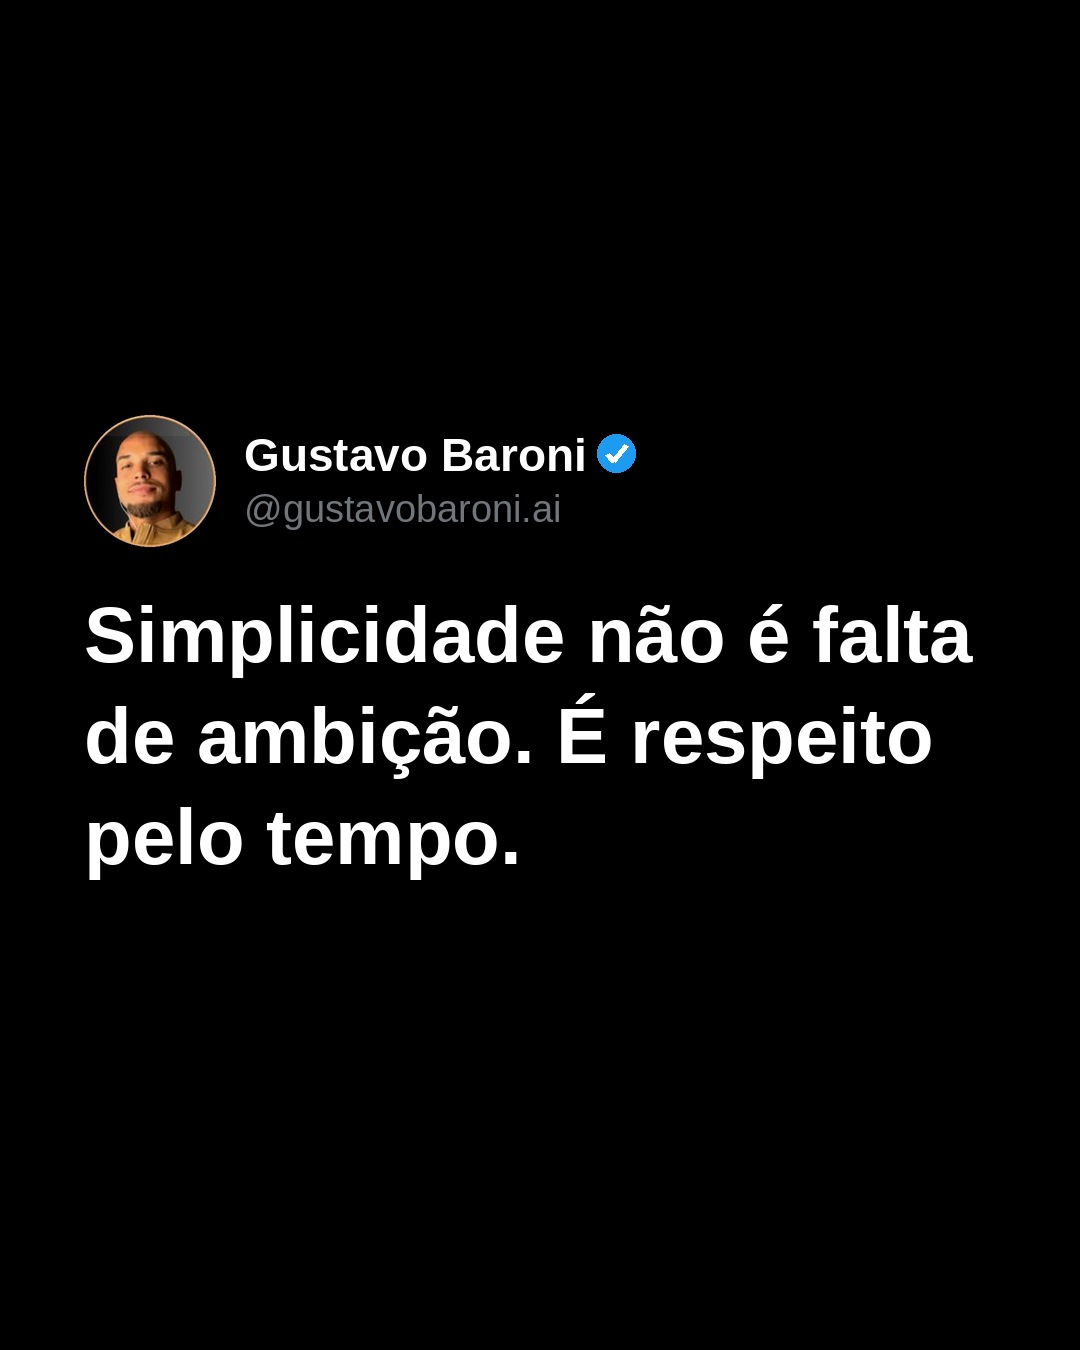 Gustavo Baroni
@gustavobaroni.ai
Simplicidade não é falta
de ambição. É respeito
pelo tempo.